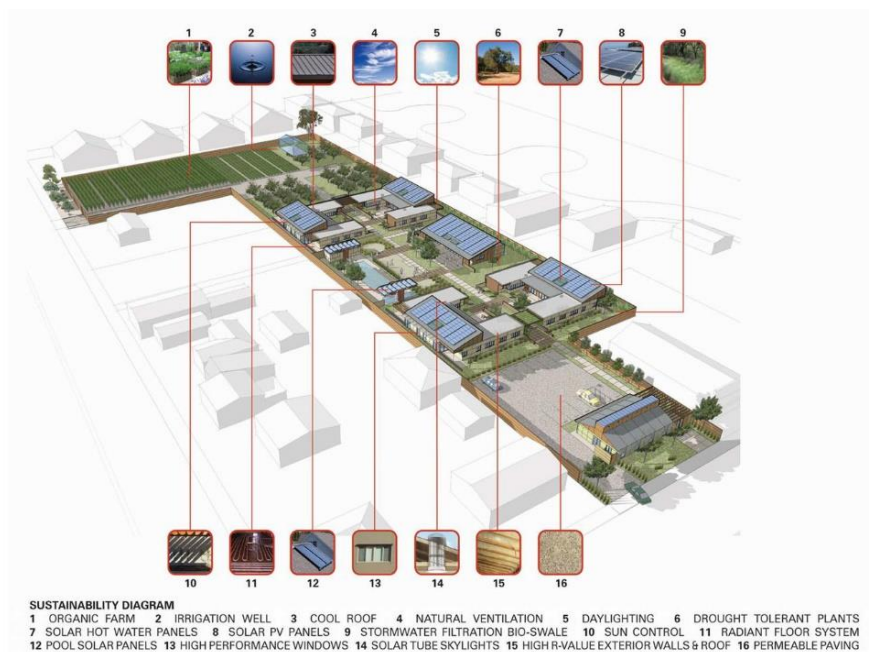 1 2 3 4 5 6 7 8 9
10 11 12 13 14 15 16
SUSTAINABILITY DIAGRAM
1 ORGANIC FARM 2 IRRIGATION WELL 3 COOL ROOF 4 NATURAL VENTILATION 5 DAYLIGHTING 6 DROUGHT TOLERANT PLANTS
7 SOLAR HOT WATER PANELS 8 SOLAR PV PANELS 9 STORMWATER FILTRATION BIO-SWALE 10 SUN CONTROL 11 RADIANT FLOOR SYSTEM
12 POOL SOLAR PANELS 13 HIGH PERFORMANCE WINDOWS 14 SOLAR TUBE SKYLIGHTS 15 HIGH R-VALUE EXTERIOR WALLS & ROOF 16 PERMEABLE PAVING